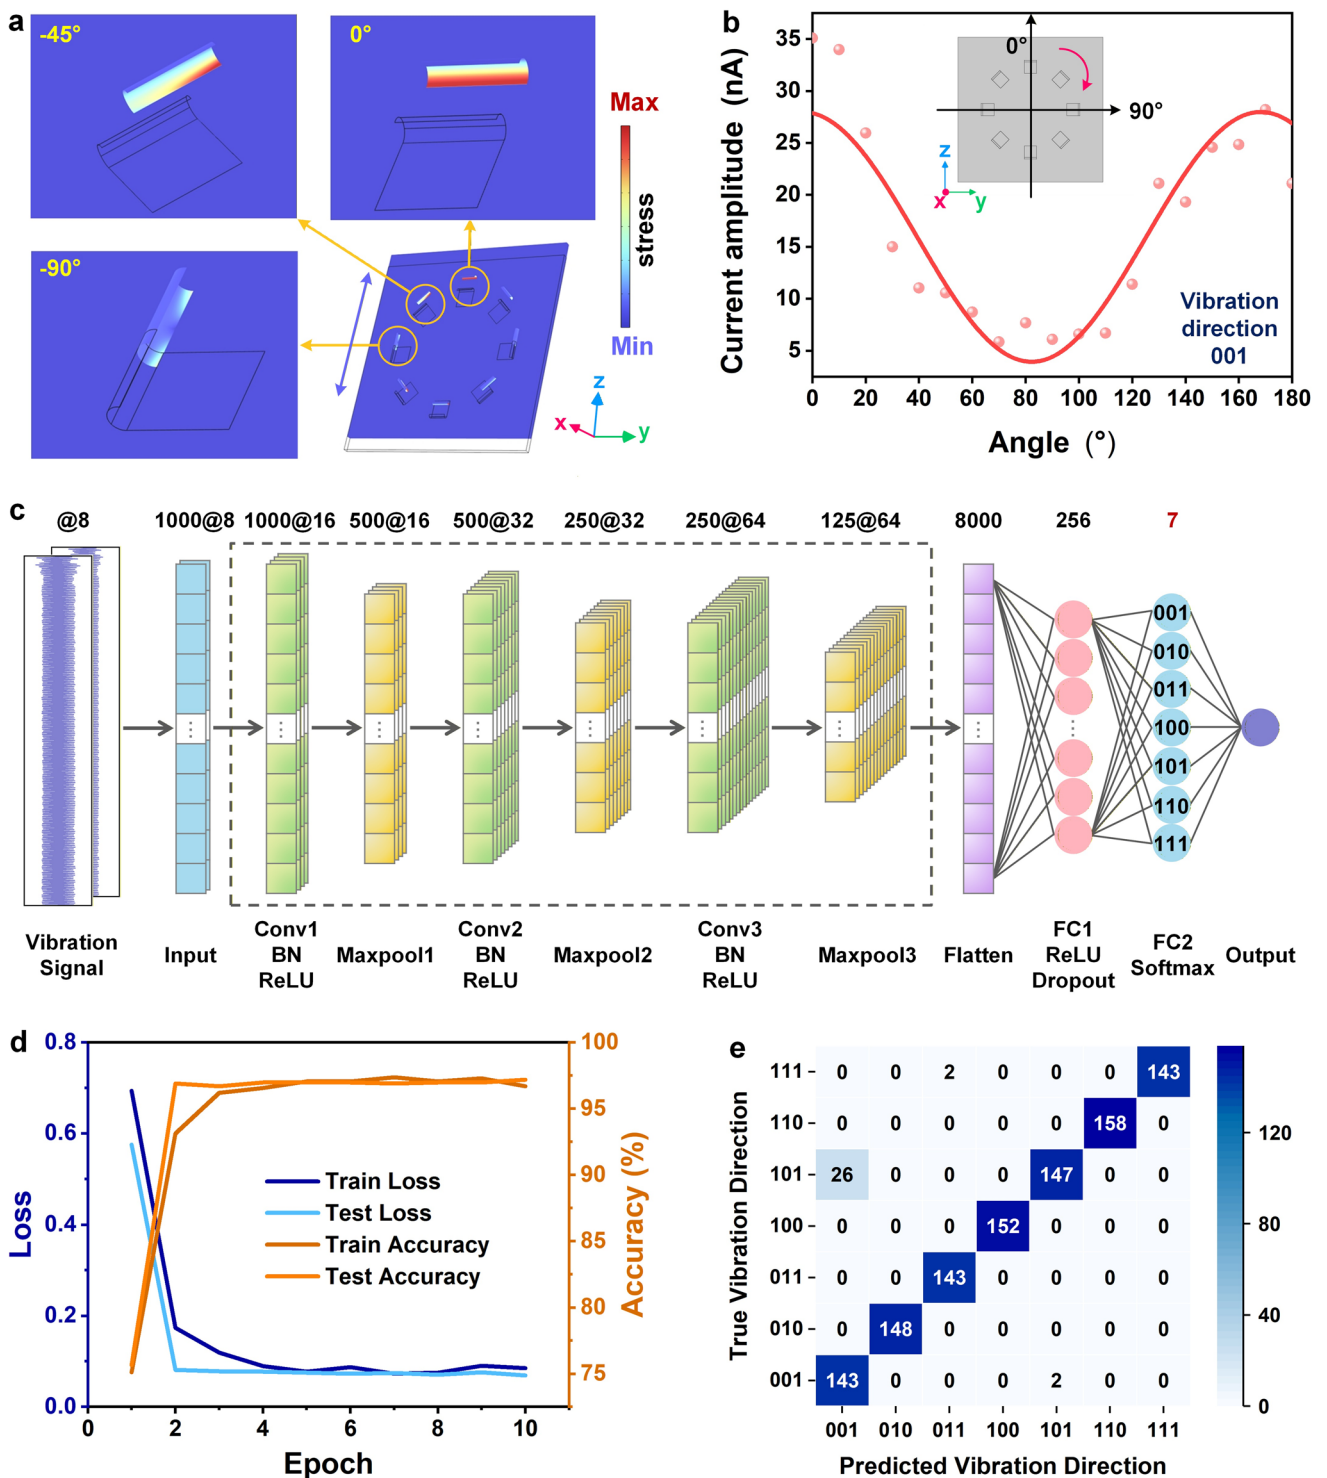 a
-45°
0°
-90°
Max
stress
Min
z
x
y
b
Current amplitude (nA)
35
30
25
20
15
10
5
0°
90°
z
x
y
Vibration
direction
001
0 20 40 60 80 100 120 140 160 180
Angle (°)
c
@8 1000@8 1000@16 500@16 500@32 250@32 250@64 125@64 8000 256 7
001
010
011
100
101
110
111
Vibration
Signal
Input
Conv1
BN
ReLU
Maxpool1
Conv2
BN
ReLU
Maxpool2
Conv3
BN
ReLU
Maxpool3
Flatten
FC1
ReLU
Dropout
FC2
Softmax
Output
d
Loss
0.8
0.6
0.4
0.2
0.0
Train Loss
Test Loss
Train Accuracy
Test Accuracy
100
95
90
85
80
75
Accuracy (%)
0 2 4 6 8 10
Epoch
e
True Vibration Direction
111 0 0 2 0 0 0 143
110 0 0 0 0 0 158 0
101 26 0 0 0 147 0 0
100 0 0 0 152 0 0 0
011 0 0 143 0 0 0 0
010 0 148 0 0 0 0 0
001 143 0 0 0 2 0 0
001 010 011 100 101 110 111
Predicted Vibration Direction
120
80
40
0